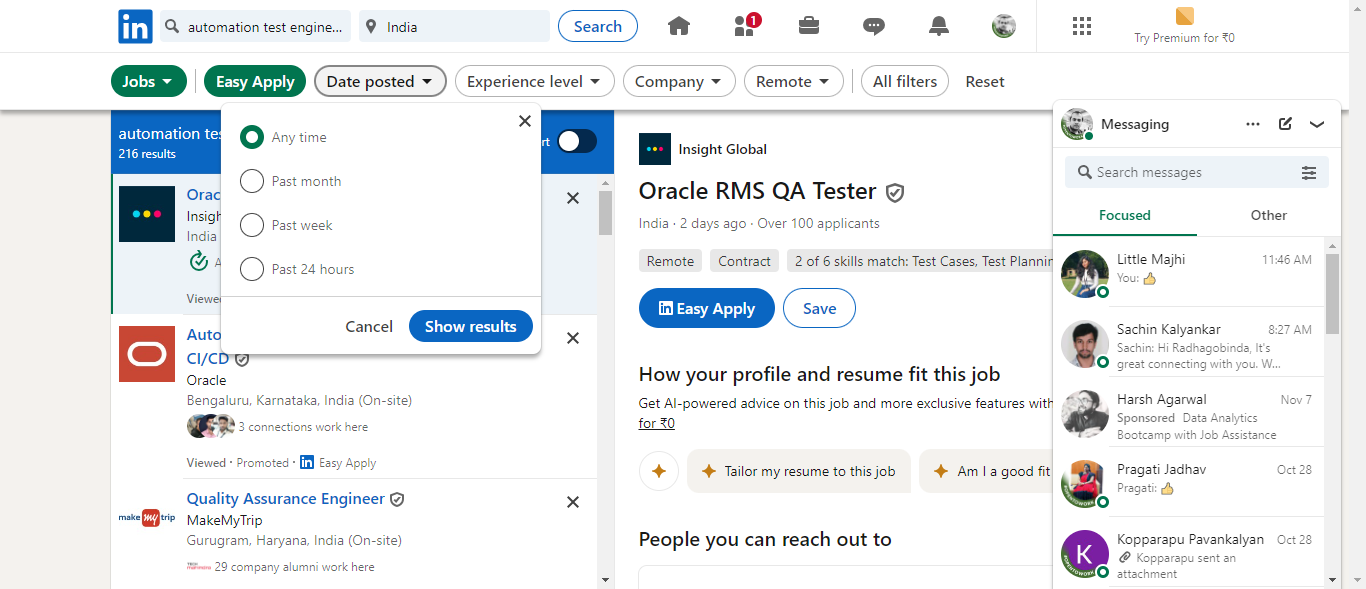 in
automation test engine...
India
Search
1
Try Premium for ₹0
Jobs
Easy Apply
Date posted
Experience level
Company
Remote
All filters
Reset
automation tes
216 results
rt
Any time
Past month
Past week
Past 24 hours
Cancel
Show results
Orac
Insigh
India
A
Viewe
Auto
CI/CD
Oracle
Bengaluru, Karnataka, India (On-site)
3 connections work here
Viewed · Promoted · in Easy Apply
Quality Assurance Engineer
make my trip
MakeMyTrip
Gurugram, Haryana, India (On-site)
29 company alumni work here
Insight Global
Oracle RMS QA Tester
India · 2 days ago · Over 100 applicants
Remote
Contract
2 of 6 skills match: Test Cases, Test Plannin
in Easy Apply
Save
How your profile and resume fit this job
Get AI-powered advice on this job and more exclusive features with
for ₹0
Tailor my resume to this job
Am I a good fit
People you can reach out to
Messaging
Search messages
Focused
Other
Little Majhi
11:46 AM
You: 👍
Sachin Kalyankar
8:27 AM
Sachin: Hi Radhagobinda, It's
great connecting with you. W...
Harsh Agarwal
Nov 7
Sponsored Data Analytics
Bootcamp with Job Assistance
Pragati Jadhav
Oct 28
Pragati: 👍
K
Kopparapu Pavankalyan
Oct 28
Kopparapu sent an
attachment